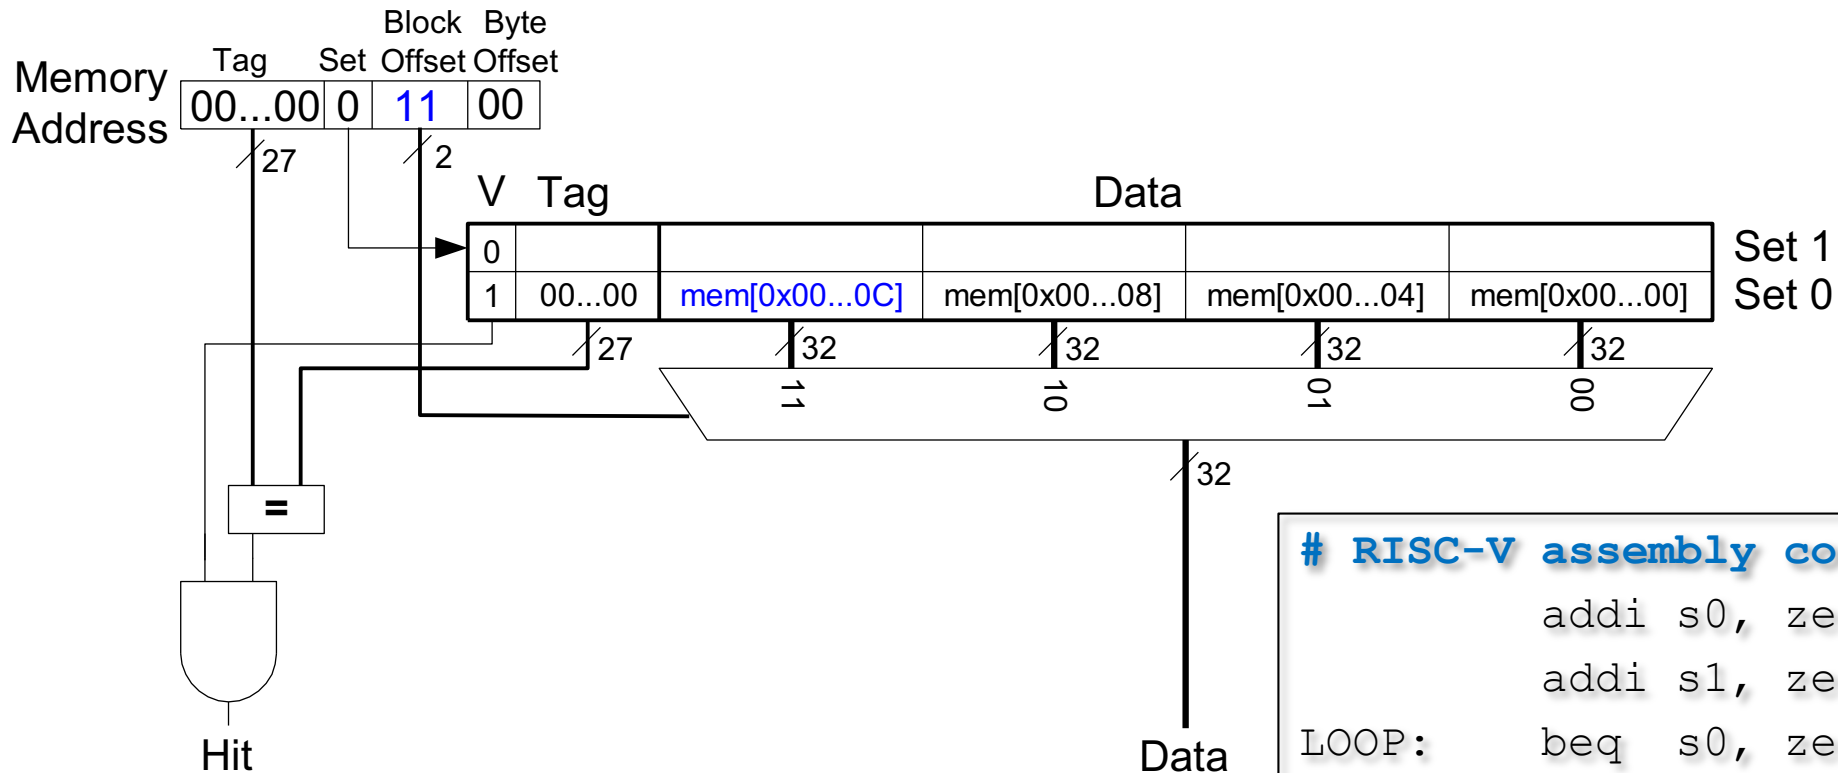 Block Byte
Tag Set Offset Offset
Memory Address
00...00 0 11 00
27 2
V Tag Data
0 Set 1
1 00...00 mem[0x00...0C] mem[0x00...08] mem[0x00...04] mem[0x00...00] Set 0
27 32 32 32 32
11 10 01 00
32
=
# RISC-V assembly
addi s0,
addi s1,
LOOP: beq s0,
Hit Data